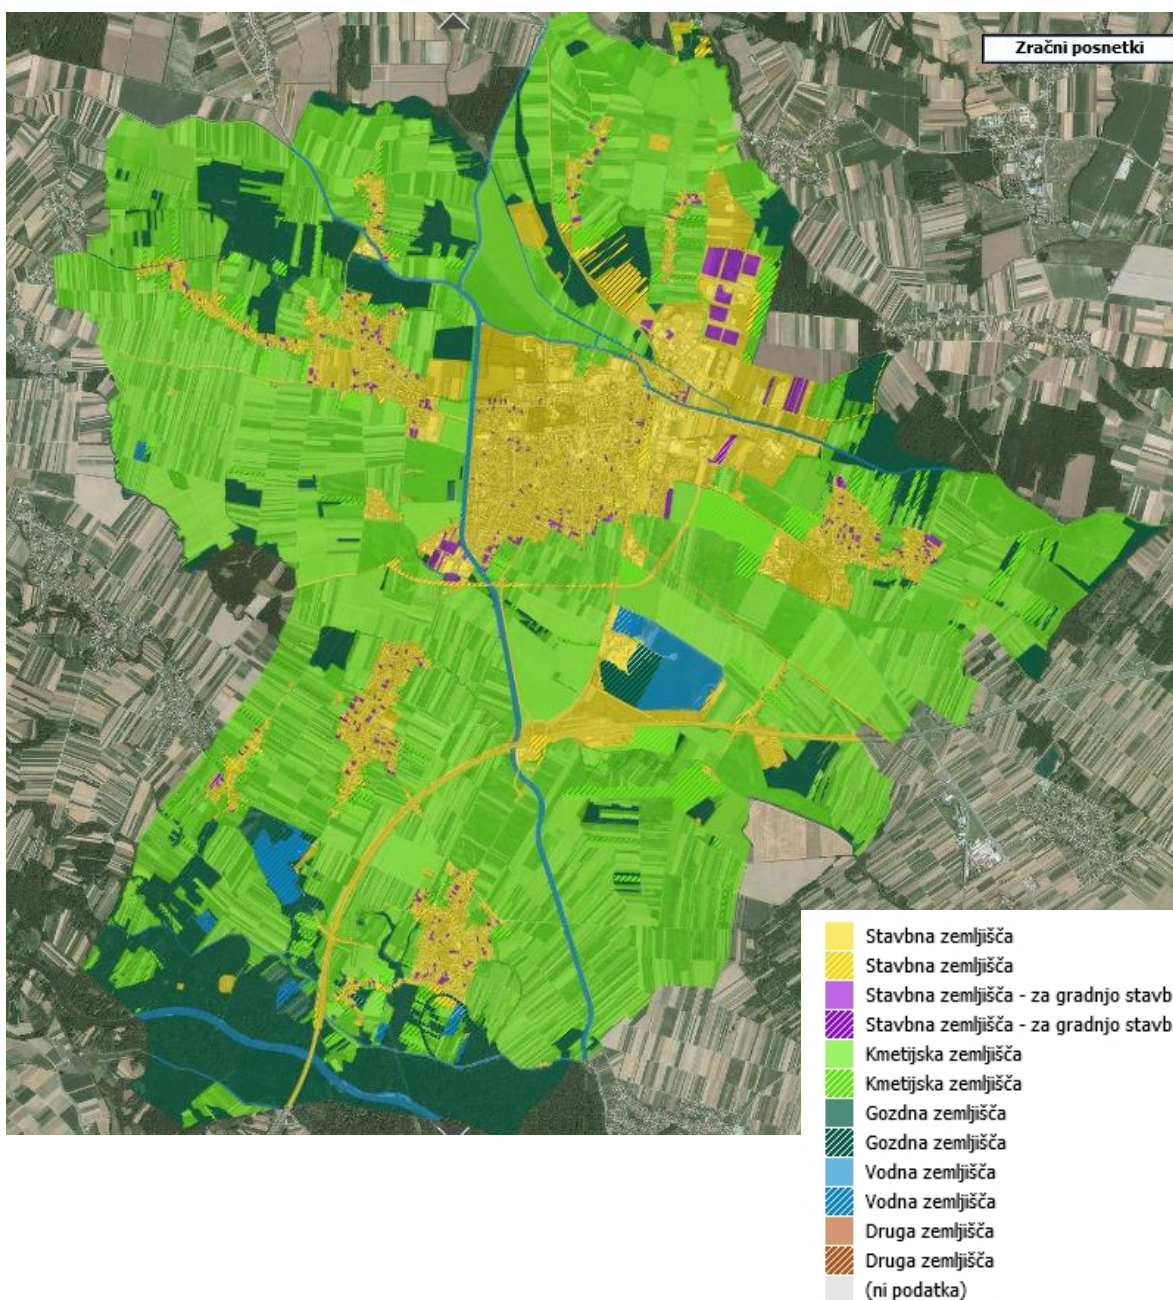 Zračni posnetki
Stavbna zemljišča
Stavbna zemljišča
Stavbna zemljišča - za gradnjo stavb
Stavbna zemljišča - za gradnjo stavb
Kmetijska zemljišča
Kmetijska zemljišča
Gozdna zemljišča
Gozdna zemljišča
Vodna zemljišča
Vodna zemljišča
Druga zemljišča
Druga zemljišča
(ni podatka)